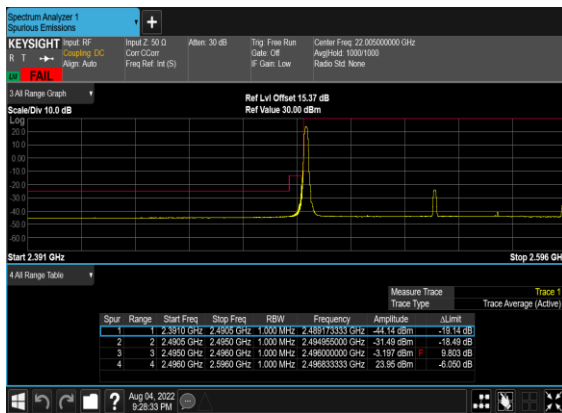 Spectrum Analyzer 1
Spurious Emissions
KEYSIGHT Input: RF Input Z: 50 Ω Atten: 30 dB Trig: Free Run Center Freq: 22.005000000 GHz
R T Coupling: DC Corr CCorr Gate: Off Avg|Hold: 1000/1000
Align: Auto Freq Ref: Int (S) IF Gain: Low Radio Std: None
FAIL
3 All Range Graph
Ref Lvl Offset 15.37 dB
Scale/Div 10.0 dB Ref Value 30.00 dBm
Log
20.0
10.0
0.00
-10.0
-20.0
-30.0
-40.0
-50.0
-60.0
Start 2.391 GHz Stop 2.596 GH
4 All Range Table
Measure Trace Trace 1
Trace Type Trace Average (Active)
Spur Range Start Freq Stop Freq RBW Frequency Amplitude ΔLimit
1 1 2.3910 GHz 2.4905 GHz 1.000 MHz 2.489173333 GHz -44.14 dBm -19.14 dB
2 2 2.4905 GHz 2.4950 GHz 1.000 MHz 2.494955000 GHz -31.49 dBm -18.49 dB
3 3 2.4950 GHz 2.4960 GHz 1.000 MHz 2.496000000 GHz -3.197 dBm F 9.803 dB
4 4 2.4960 GHz 2.5960 GHz 1.000 MHz 2.496833333 GHz 23.95 dBm -6.050 dB
Aug 04, 2022
9:28:33 PM